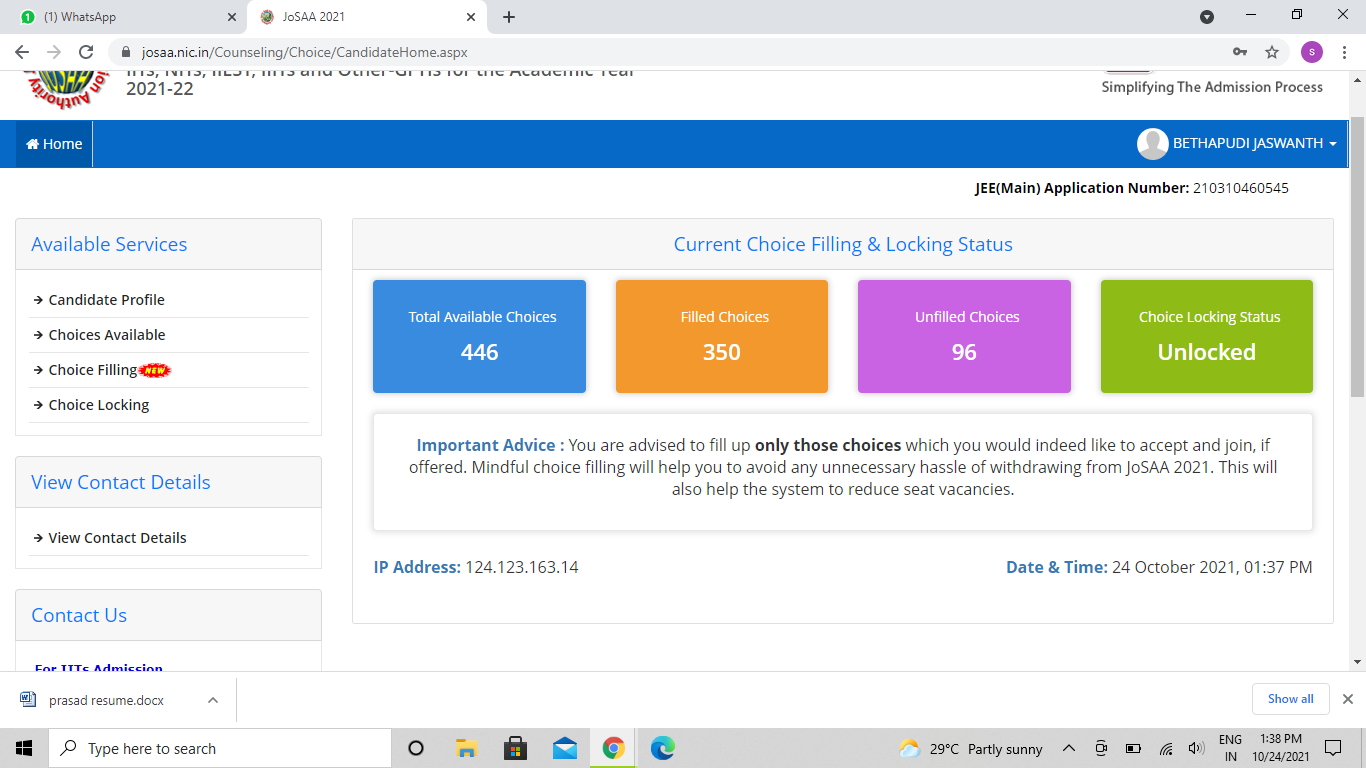 (1) WhatsApp
JoSAA 2021
josaa.nic.in/Counseling/Choice/CandidateHome.aspx
S
IITs, NITs, IIEST, IIITs and Other-GFTIs for the Academic Year
2021-22
Simplifying The Admission Process
Home
BETHAPUDI JASWANTH
JEE(Main) Application Number: 210310460545
Available Services
Candidate Profile
Choices Available
Choice Filling NEW
Choice Locking
View Contact Details
View Contact Details
Contact Us
For IITs Admission
Current Choice Filling & Locking Status
Total Available Choices
446
Filled Choices
350
Unfilled Choices
96
Choice Locking Status
Unlocked
Important Advice : You are advised to fill up only those choices which you would indeed like to accept and join, if
offered. Mindful choice filling will help you to avoid any unnecessary hassle of withdrawing from JoSAA 2021. This will
also help the system to reduce seat vacancies.
IP Address: 124.123.163.14
Date & Time: 24 October 2021, 01:37 PM
prasad resume.docx
Show all
Type here to search
29°C Partly sunny
ENG
IN
1:38 PM
10/24/2021